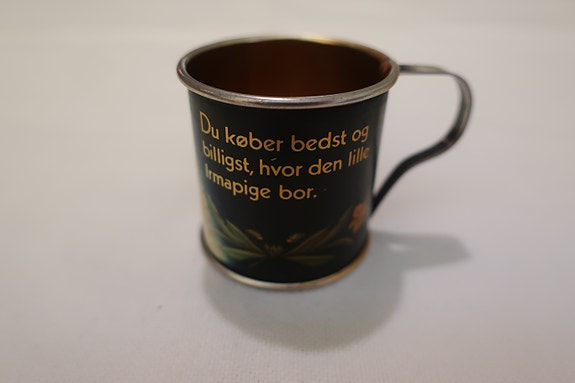 Du køber bedst og
billigst, hvor den lille
Irmapige bor.